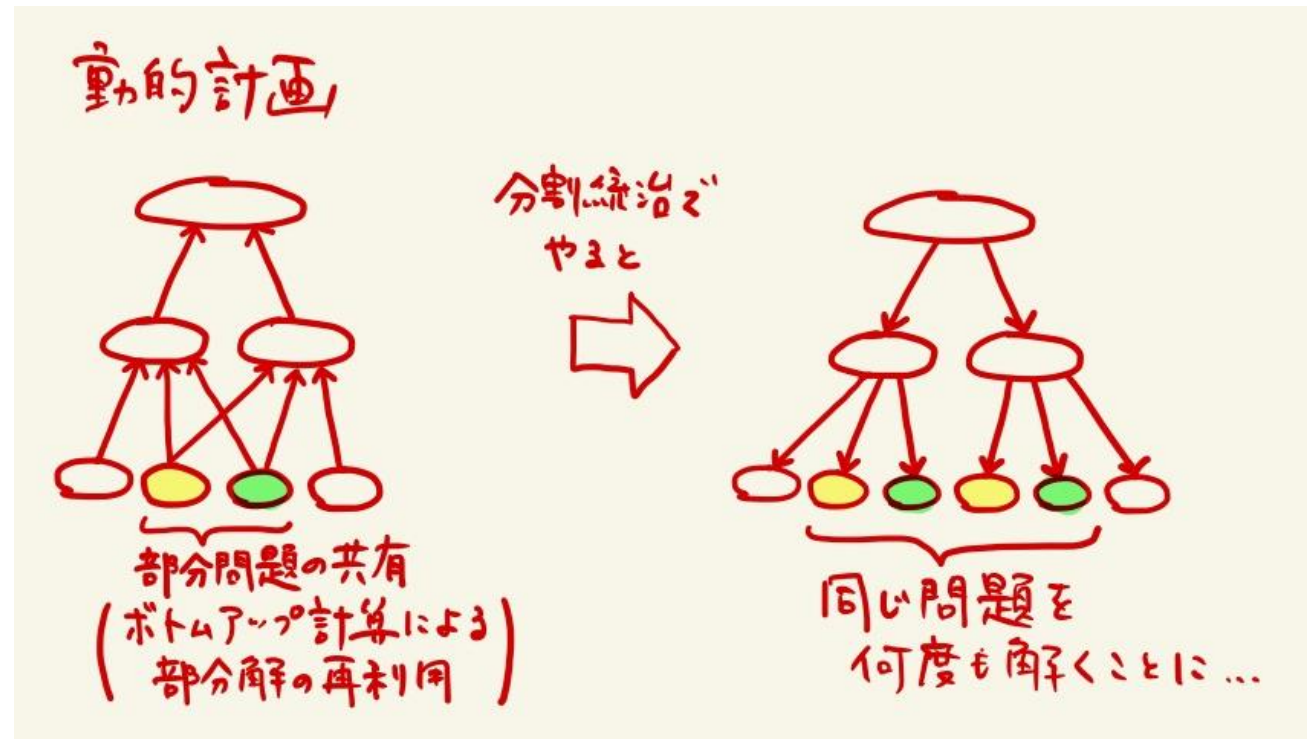 動的計画
分割統治で
やると
部分問題の共有
(ボトムアップ計算による
部分解の再利用)
同じ問題を
何度も解くことに...